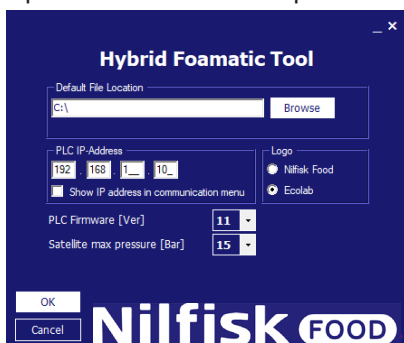 Hybrid Foamatic Tool
Default File Location
C:\
Browse
PLC IP-Address
192 . 168 . 1__ . 10_
Show IP address in communication menu
Logo
Nilfisk Food
Ecolab
PLC Firmware [Ver] 11
Satellite max pressure [Bar] 15
OK
Cancel
Nilfisk FOOD